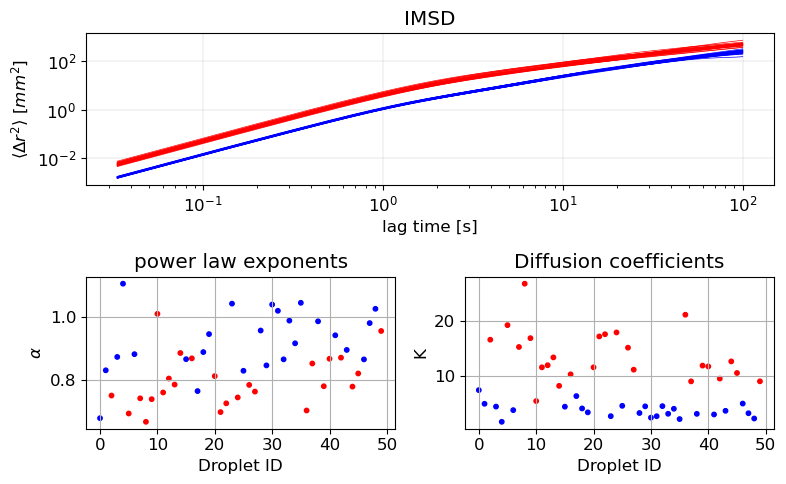 IMSD
⟨Δr²⟩ [mm²]
10²
10⁰
10⁻²
10⁻¹ 10⁰ 10¹ 10²
lag time [s]
power law exponents
α
1.0
0.8
0 10 20 30 40 50
Droplet ID
Diffusion coefficients
K
20
10
0 10 20 30 40 50
Droplet ID